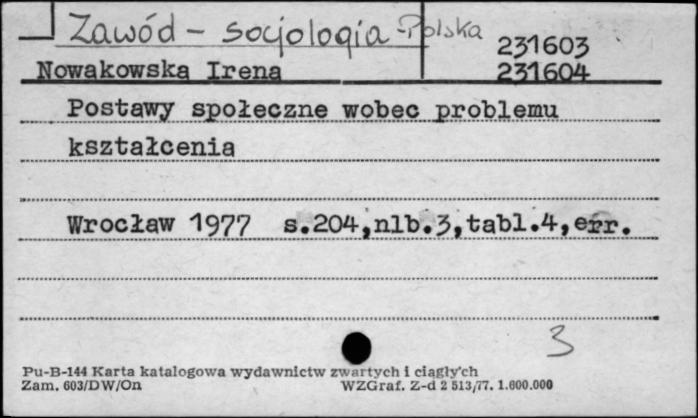 Zawód - socjologia - Polska
231603
Nowakowska Irena 231604
Postawy społeczne wobec problemu
kształcenia
Wrocław 1977 s.204,nlb.3,tabl.4,err.
3
Pu-B-144 Karta katalogowa wydawnictw zwartych i ciągłych
Zam. 603/DW/On WZGraf. Z-d 2 513/77. 1.600.000